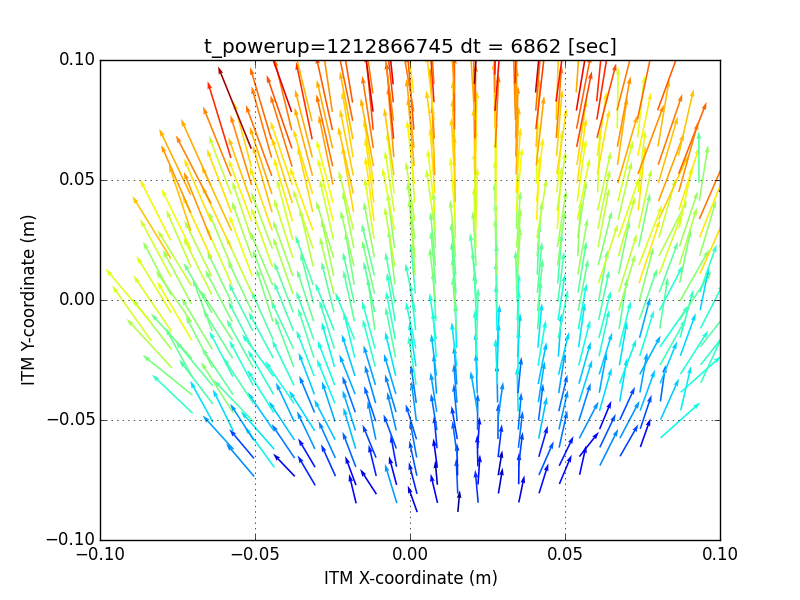 t_powerup=1212866745 dt = 6862 [sec]
0.10
0.05
0.00
−0.05
−0.10
ITM Y-coordinate (m)
−0.10 −0.05 0.00 0.05 0.10
ITM X-coordinate (m)